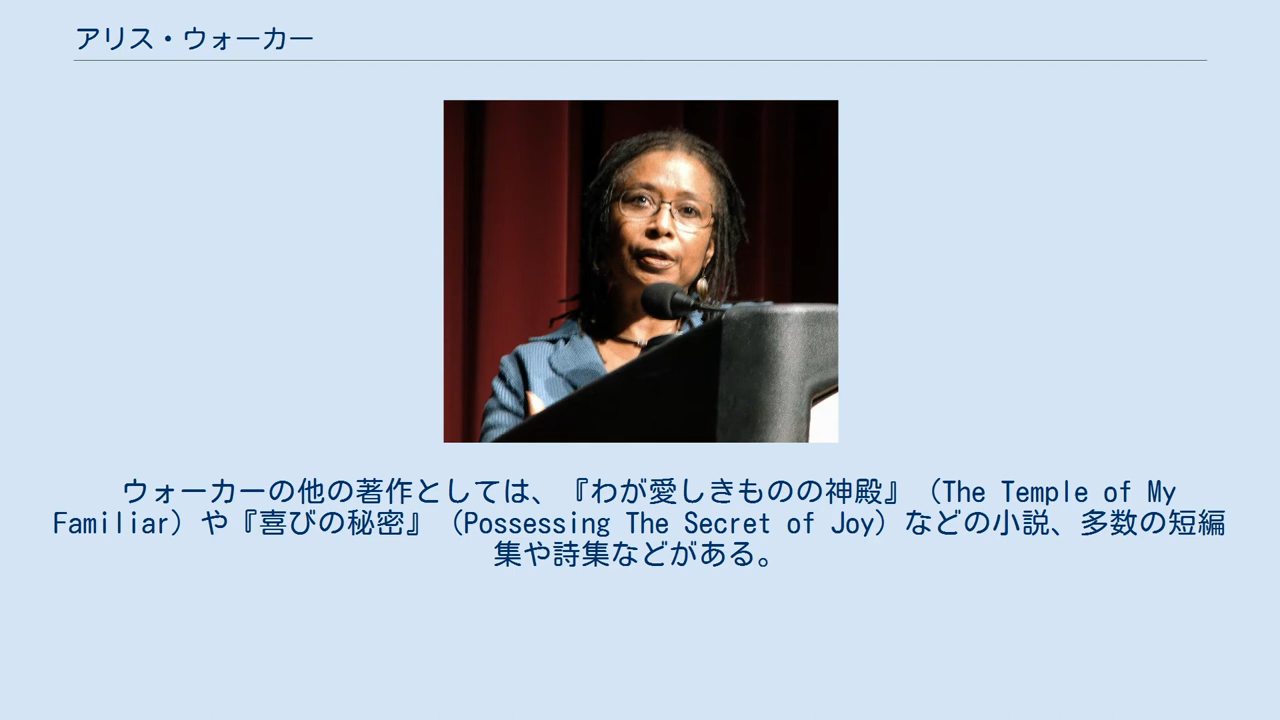 アリス・ウォーカー
ウォーカーの他の著作としては、『わが愛しきものの神殿』（The Temple of My
Familiar）や『喜びの秘密』（Possessing The Secret of Joy）などの小説、多数の短編
集や詩集などがある。